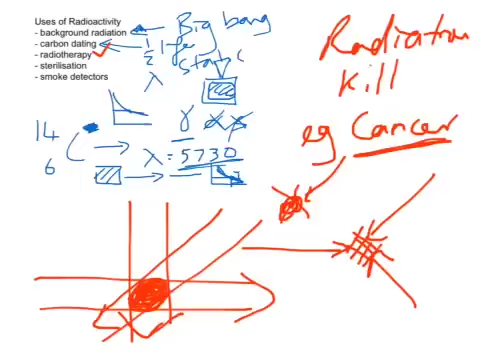 Uses of Radioactivity
- background radiation
- carbon dating
- radiotherapy
- sterilisation
- smoke detectors
Big bang
½ life
stars
λ
γ α β
14
6 C
λ = 5730
Radiation
Kill
eg Cancer